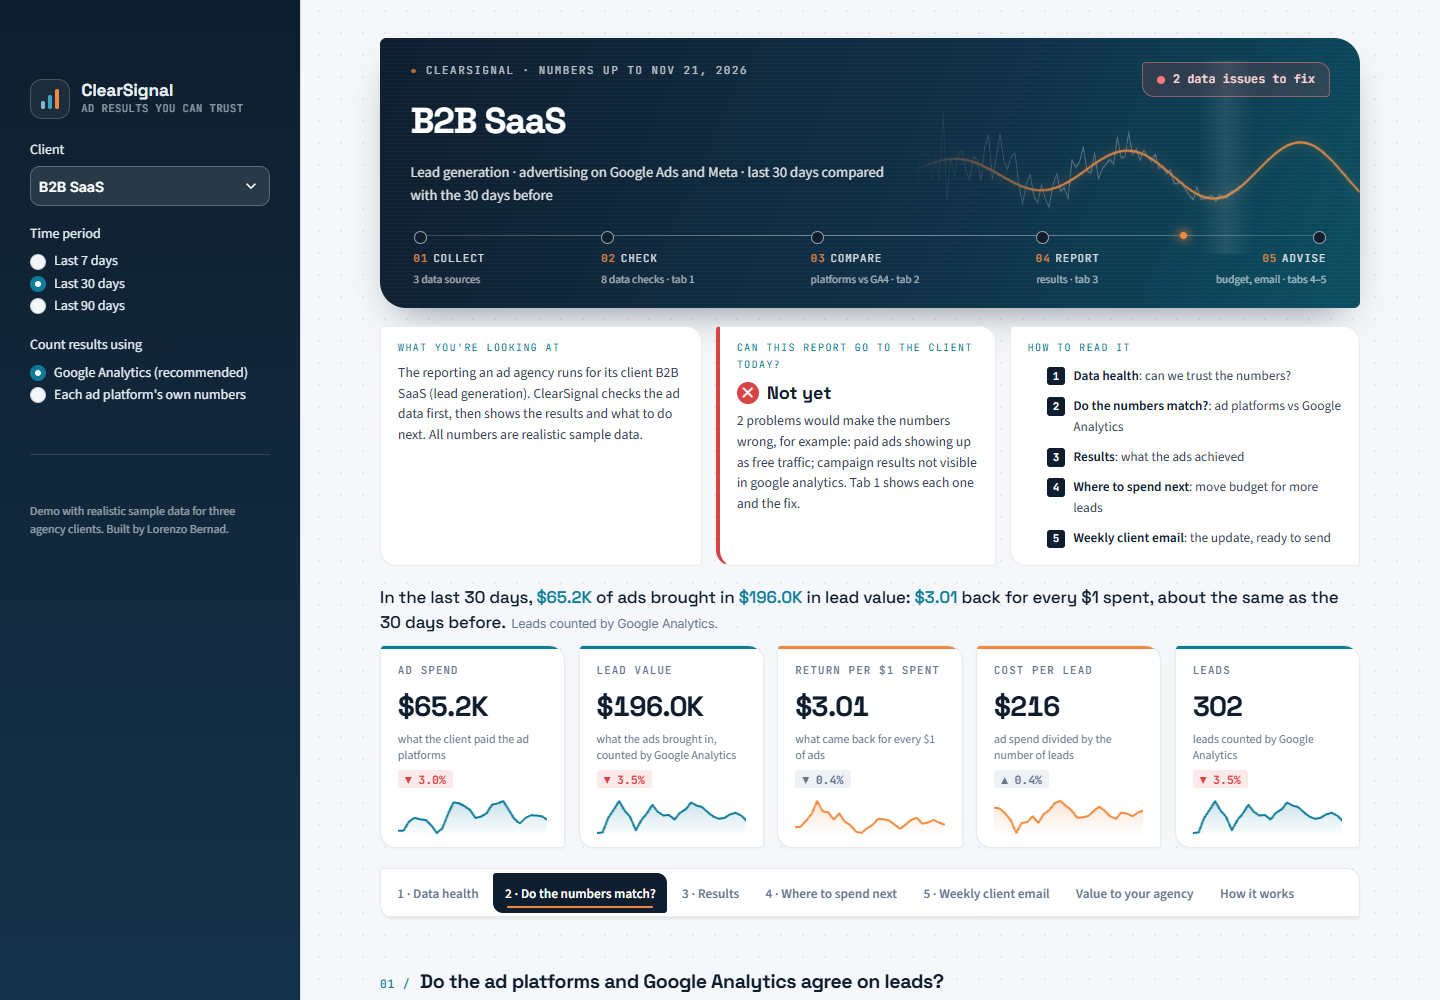 ClearSignal
AD RESULTS YOU CAN TRUST
Client
B2B SaaS
Time period
Last 7 days
Last 30 days
Last 90 days
Count results using
Google Analytics (recommended)
Each ad platform's own numbers
Demo with realistic sample data for three
agency clients. Built by Lorenzo Bernad.
CLEARSIGNAL · NUMBERS UP TO NOV 21, 2026
2 data issues to fix
B2B SaaS
Lead generation · advertising on Google Ads and Meta · last 30 days compared
with the 30 days before
01 COLLECT
3 data sources
02 CHECK
8 data checks · tab 1
03 COMPARE
platforms vs GA4 · tab 2
04 REPORT
results · tab 3
05 ADVISE
budget, email · tabs 4–5
WHAT YOU'RE LOOKING AT
The reporting an ad agency runs for its client B2B
SaaS (lead generation). ClearSignal checks the ad
data first, then shows the results and what to do
next. All numbers are realistic sample data.
CAN THIS REPORT GO TO THE CLIENT
TODAY?
Not yet
2 problems would make the numbers
wrong, for example: paid ads showing up
as free traffic; campaign results not visible
in google analytics. Tab 1 shows each one
and the fix.
HOW TO READ IT
1 Data health: can we trust the numbers?
2 Do the numbers match?: ad platforms vs Google
Analytics
3 Results: what the ads achieved
4 Where to spend next: move budget for more
leads
5 Weekly client email: the update, ready to send
In the last 30 days, $65.2K of ads brought in $196.0K in lead value: $3.01 back for every $1 spent, about the same as the
30 days before. Leads counted by Google Analytics.
AD SPEND
$65.2K
what the client paid the ad
platforms
▼ 3.0%
LEAD VALUE
$196.0K
what the ads brought in,
counted by Google Analytics
▼ 3.5%
RETURN PER $1 SPENT
$3.01
what came back for every $1
of ads
▼ 0.4%
COST PER LEAD
$216
ad spend divided by the
number of leads
▲ 0.4%
LEADS
302
leads counted by Google
Analytics
▼ 3.5%
1 · Data health
2 · Do the numbers match?
3 · Results
4 · Where to spend next
5 · Weekly client email
Value to your agency
How it works
01 / Do the ad platforms and Google Analytics agree on leads?